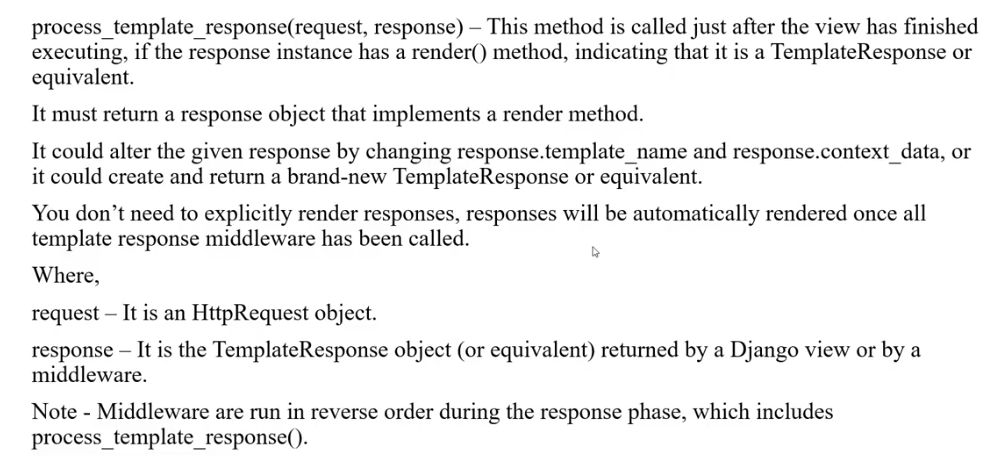 process_template_response(request, response) – This method is called just after the view has finished
executing, if the response instance has a render() method, indicating that it is a TemplateResponse or
equivalent.
It must return a response object that implements a render method.
It could alter the given response by changing response.template_name and response.context_data, or
it could create and return a brand-new TemplateResponse or equivalent.
You don’t need to explicitly render responses, responses will be automatically rendered once all
template response middleware has been called.
Where,
request – It is an HttpRequest object.
response – It is the TemplateResponse object (or equivalent) returned by a Django view or by a
middleware.
Note - Middleware are run in reverse order during the response phase, which includes
process_template_response().